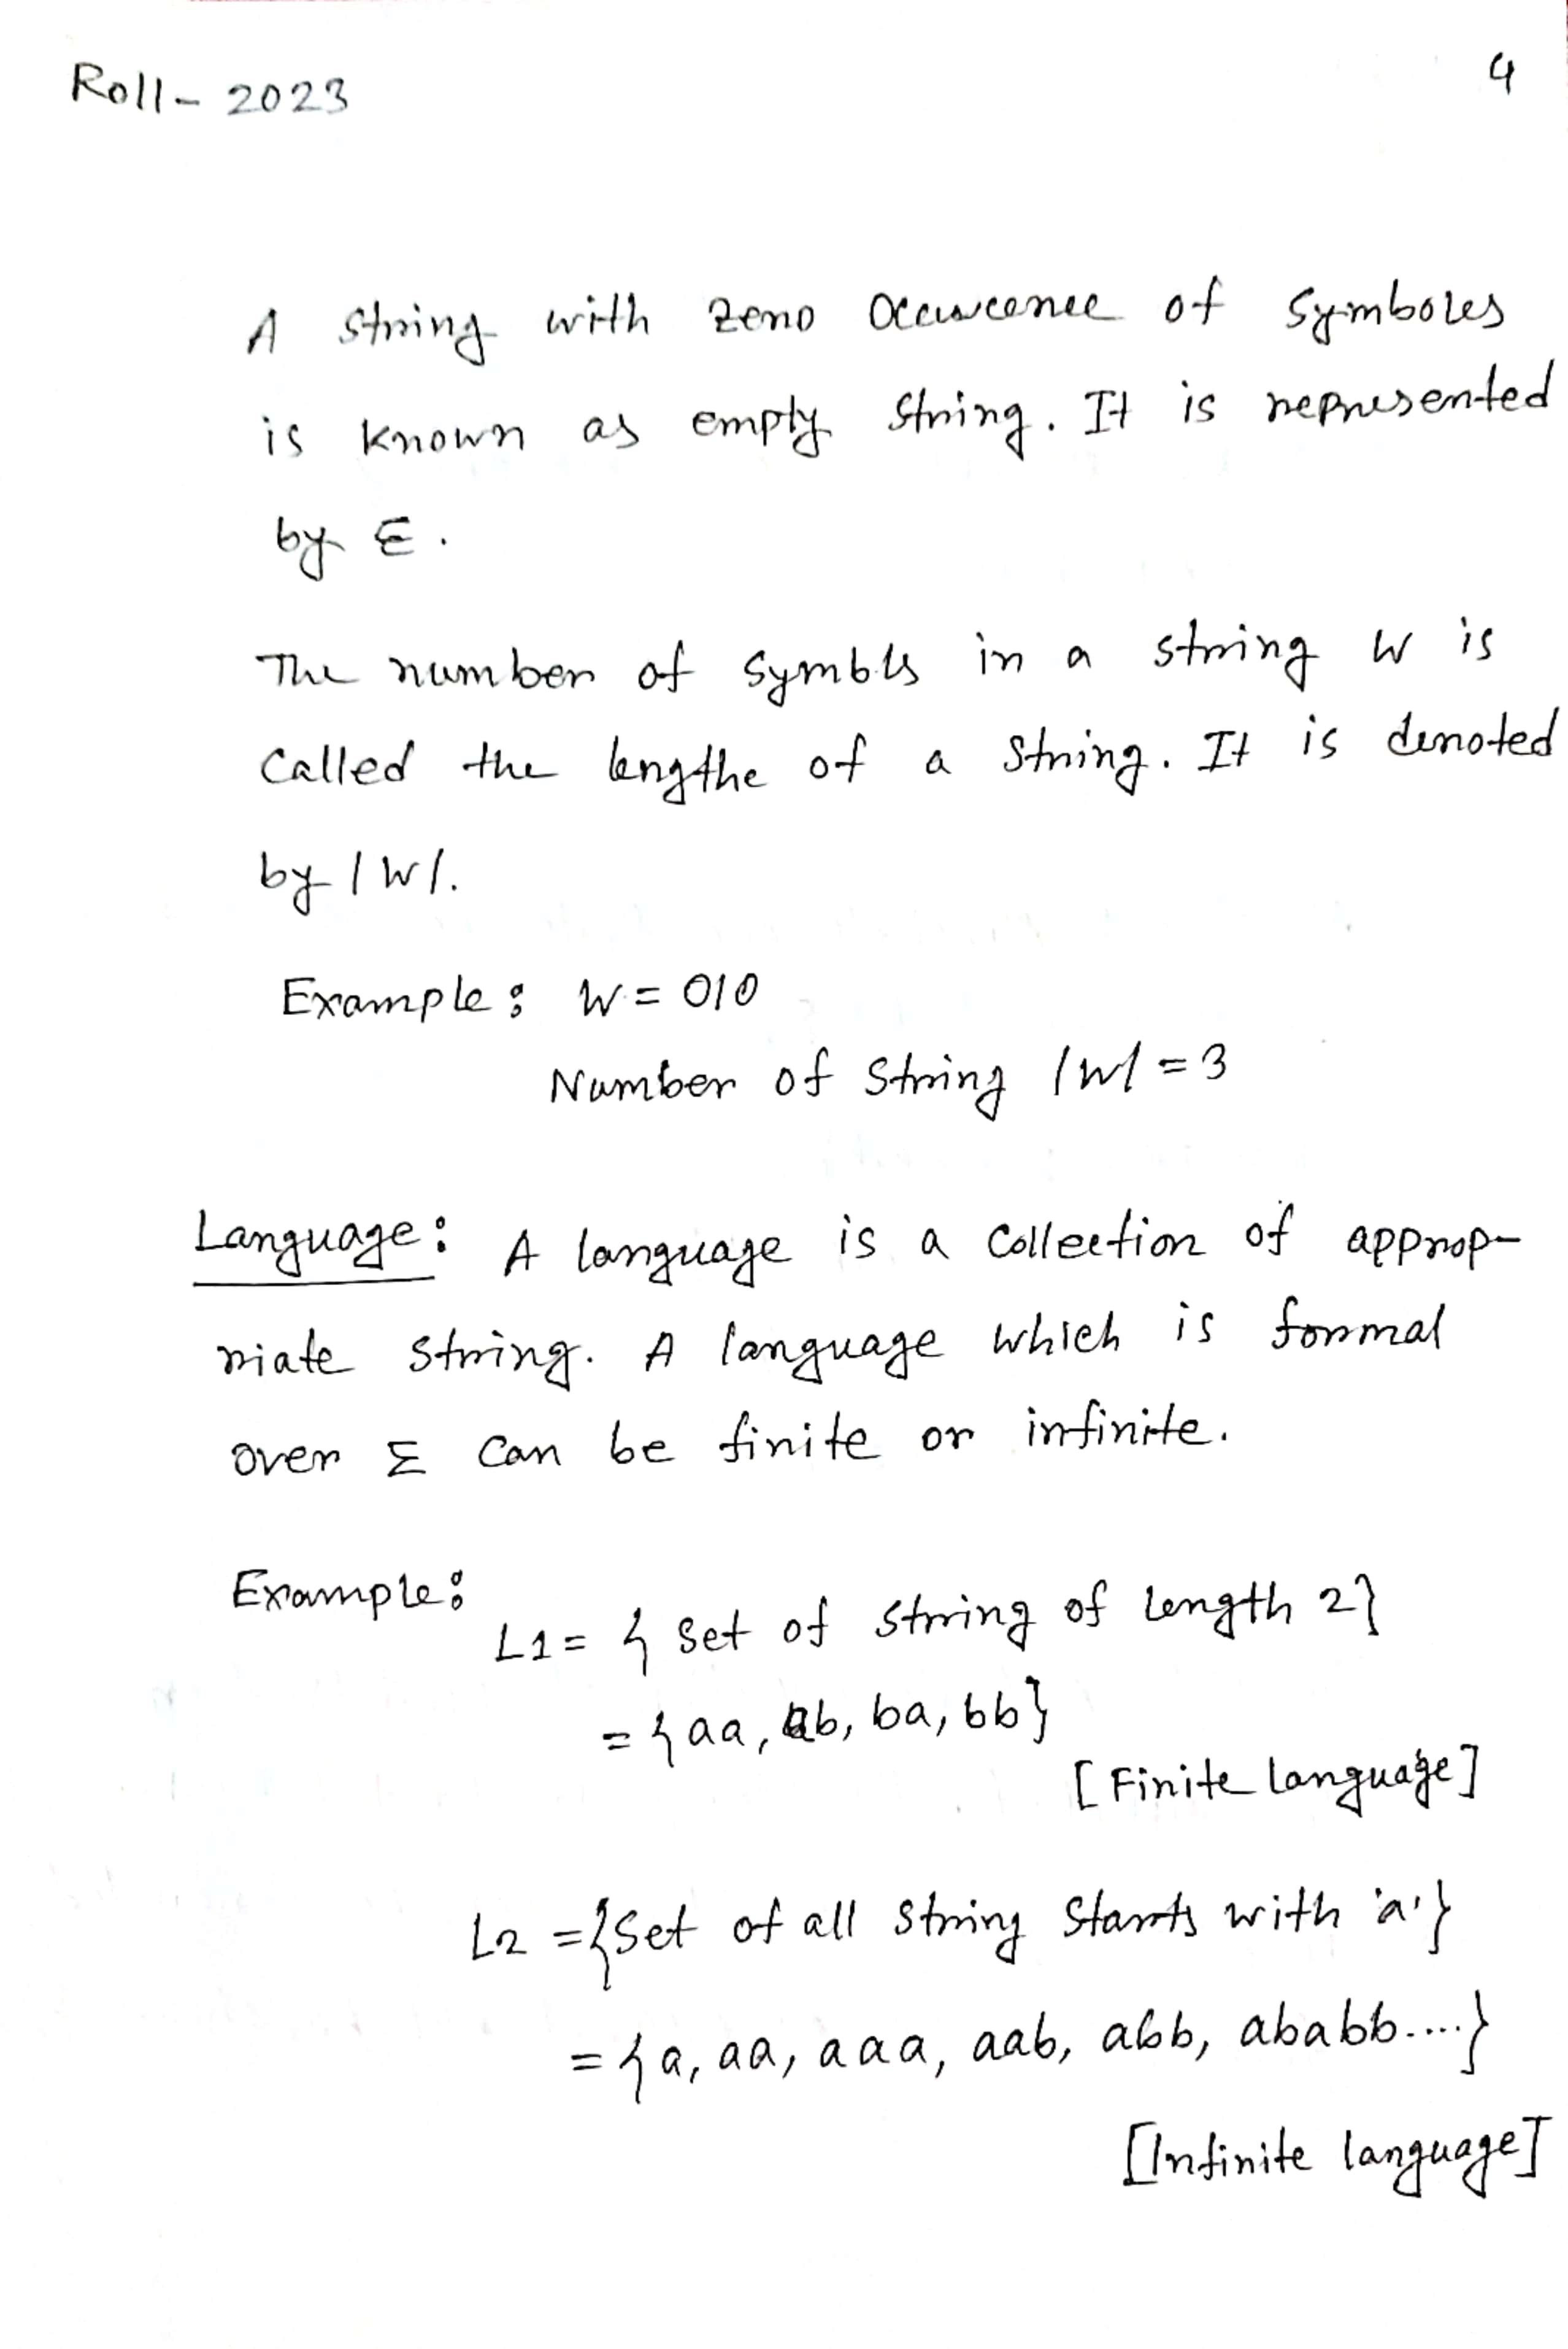 Roll- 2023
4
A string with zero Occurence of Symboles
is known as empty String. It is represented
by ∈.
The number of Symbls in a string W is
Called the lengthe of a String. It is denoted
by |W|.
Example: W = 010
Number of String |W| = 3
Language: A language is a Collection of approp-
riate string. A language which is formal
over Σ Can be finite or infinite.
Example:
L1 = { Set of string of Length 2}
= {aa, ab, ba, bb}
[Finite language]
L2 = {Set of all String Starts with 'a'}
= {a, aa, aaa, aab, abb, ababb....}
[Infinite language]